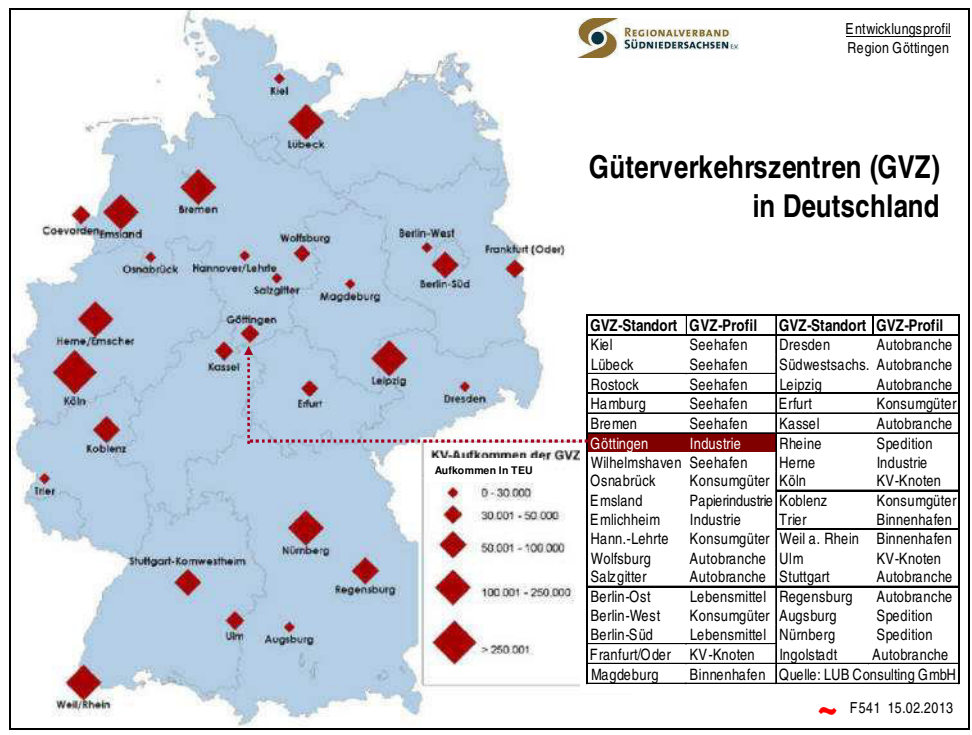 REGIONALVERBAND
SÜDNIEDERSACHSEN E.V.
Entwicklungsprofil
Region Göttingen
Güterverkehrszentren (GVZ)
in Deutschland
Kiel
Lübeck
Bremen
Coevorden
Emsland
Osnabrück
Hannover/Lehrte
Wolfsburg
Salzgitter
Magdeburg
Berlin-West
Berlin-Süd
Frankfurt (Oder)
Herne/Emscher
Göttingen
Kassel
Köln
Leipzig
Erfurt
Dresden
Koblenz
Trier
Nürnberg
Stuttgart-Kornwestheim
Regensburg
Ulm
Augsburg
Weil/Rhein
KV-Aufkommen der GVZ
Aufkommen in TEU
0 - 30.000
30.001 - 50.000
50.001 - 100.000
100.001 - 250.000
> 250.001
GVZ-Standort GVZ-Profil GVZ-Standort GVZ-Profil
Kiel Seehafen Dresden Autobranche
Lübeck Seehafen Südwestsachs. Autobranche
Rostock Seehafen Leipzig Autobranche
Hamburg Seehafen Erfurt Konsumgüter
Bremen Seehafen Kassel Autobranche
Göttingen Industrie Rheine Spedition
Wilhelmshaven Seehafen Herne Industrie
Osnabrück Konsumgüter Köln KV-Knoten
Emsland Papierindustrie Koblenz Konsumgüter
Emlichheim Industrie Trier Binnenhafen
Hann.-Lehrte Konsumgüter Weil a. Rhein Binnenhafen
Wolfsburg Autobranche Ulm KV-Knoten
Salzgitter Autobranche Stuttgart Autobranche
Berlin-Ost Lebensmittel Regensburg Autobranche
Berlin-West Konsumgüter Augsburg Spedition
Berlin-Süd Lebensmittel Nürnberg Spedition
Franfurt/Oder KV-Knoten Ingolstadt Autobranche
Magdeburg Binnenhafen Quelle: LUB Consulting GmbH
F541 15.02.2013